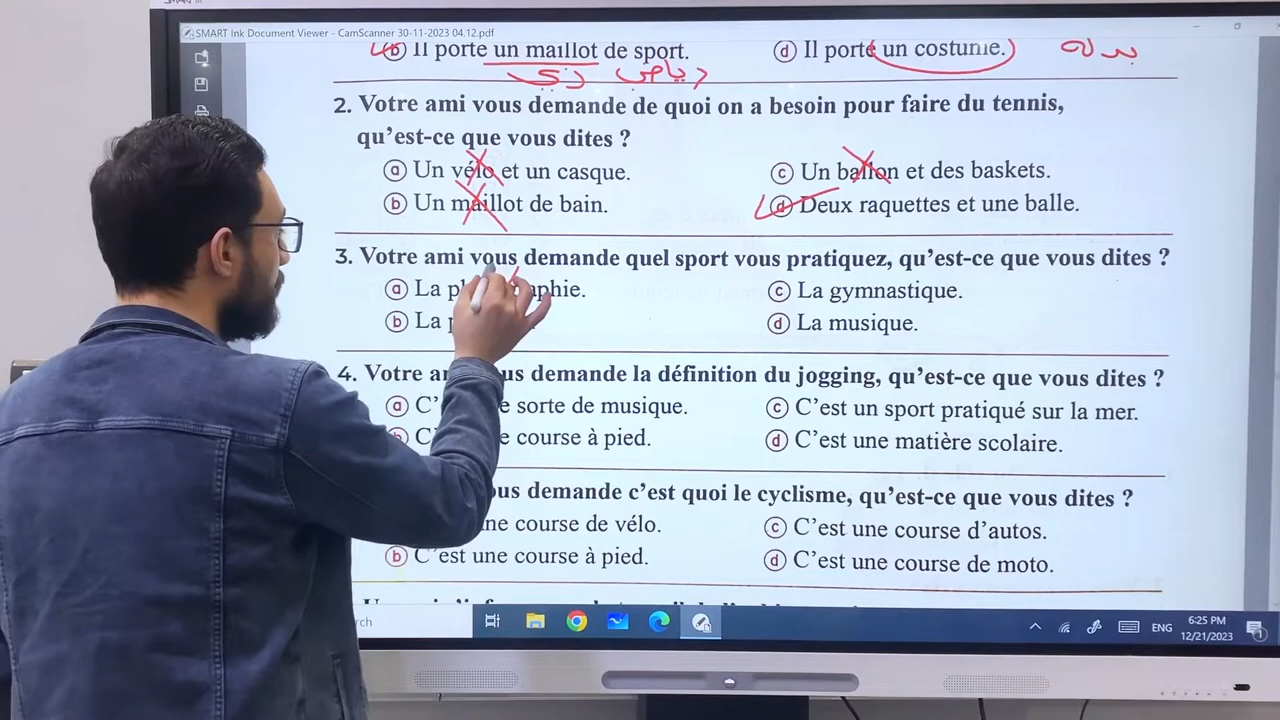 SMART Ink Document Viewer - CamScanner 30-11-2023 04.12.pdf
ⓑ Il porte un maillot de sport.
ⓓ Il porte un costume.
بدلة
زي رياضي
2. Votre ami vous demande de quoi on a besoin pour faire du tennis,
qu'est-ce que vous dites ?
ⓐ Un vélo et un casque.
ⓒ Un ballon et des baskets.
ⓑ Un maillot de bain.
ⓓ Deux raquettes et une balle.
3. Votre ami vous demande quel sport vous pratiquez, qu'est-ce que vous dites ?
ⓐ La
ⓒ La gymnastique.
ⓑ La
ⓓ La musique.
4. Votre demande la définition du jogging, qu'est-ce que vous dites ?
ⓐ sorte de musique.
ⓒ C'est un sport pratiqué sur la mer.
course à pied.
ⓓ C'est une matière scolaire.
demande c'est quoi le cyclisme, qu'est-ce que vous dites ?
course de vélo.
ⓒ C'est une course d'autos.
ⓑ C'est une course à pied.
ⓓ C'est une course de moto.
ENG
6:25 PM
12/21/2023